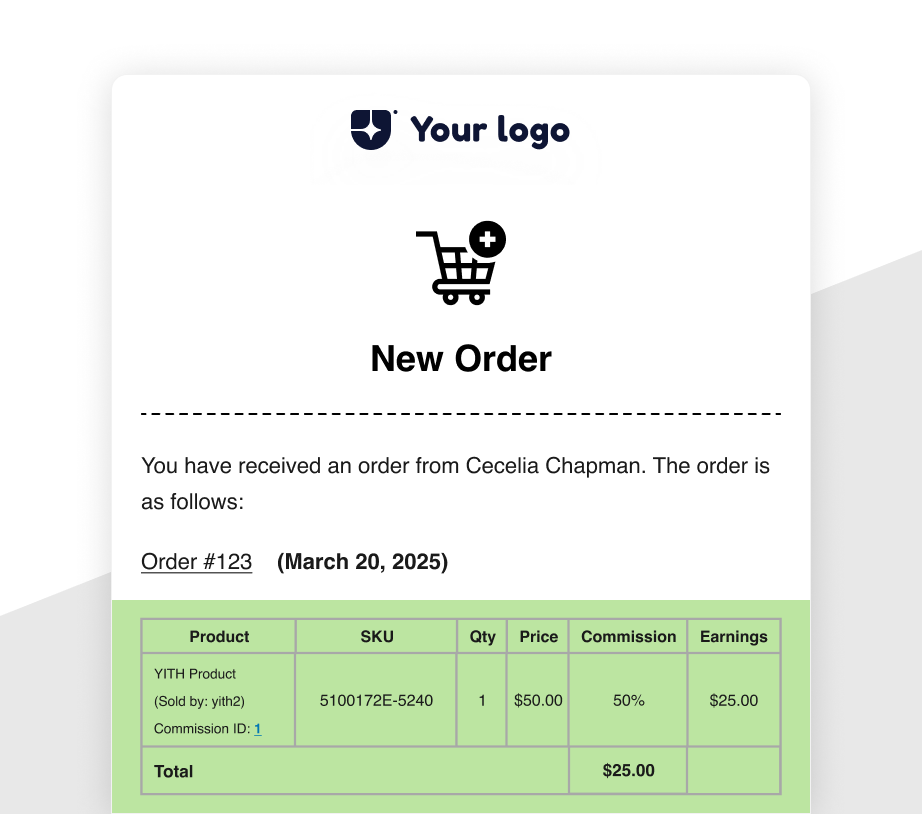 Your logo
New Order
You have received an order from Cecelia Chapman. The order is
as follows:
Order #123 (March 20, 2025)
Product SKU Qty Price Commission Earnings
YITH Product
(Sold by: yith2)
Commission ID: 1
5100172E-5240 1 $50.00 50% $25.00
Total $25.00